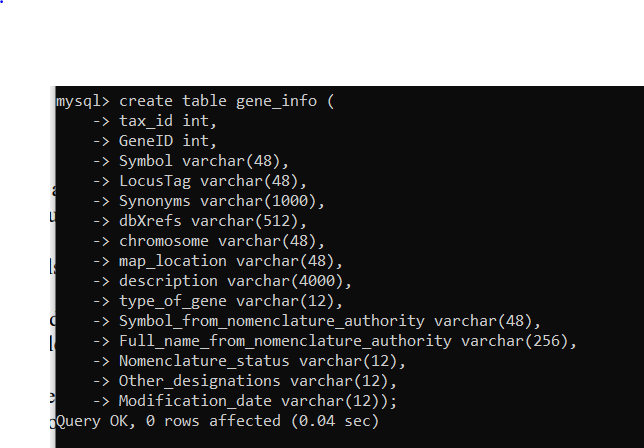 mysql> create table gene_info (
-> tax_id int,
-> GeneID int,
-> Symbol varchar(48),
-> LocusTag varchar(48),
-> Synonyms varchar(1000),
-> dbXrefs varchar(512),
-> chromosome varchar(48),
-> map_location varchar(48),
-> description varchar(4000),
-> type_of_gene varchar(12),
-> Symbol_from_nomenclature_authority varchar(48),
-> Full_name_from_nomenclature_authority varchar(256),
-> Nomenclature_status varchar(12),
-> Other_designations varchar(12),
-> Modification_date varchar(12));
Query OK, 0 rows affected (0.04 sec)